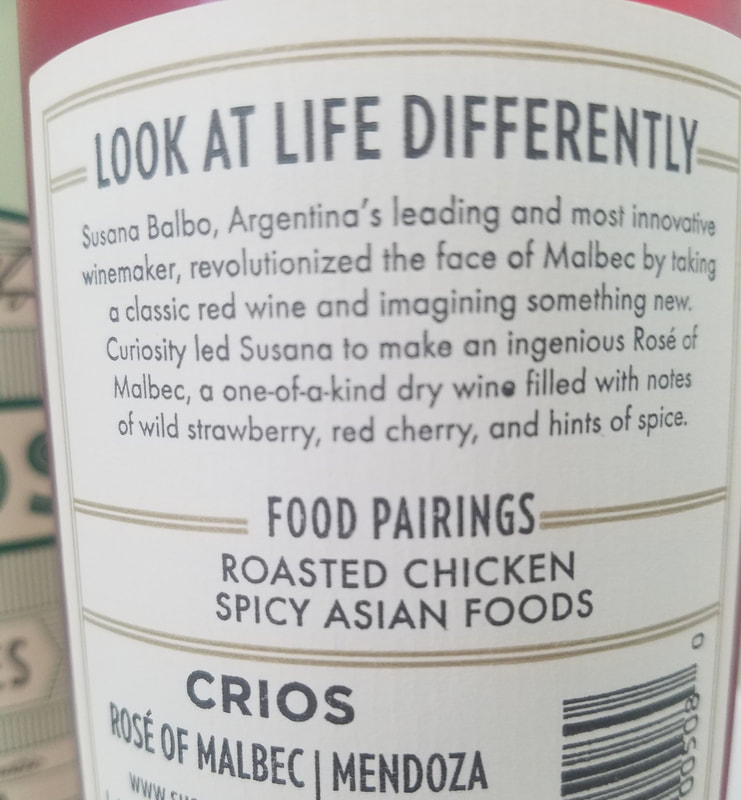 LOOK AT LIFE DIFFERENTLY
Susana Balbo, Argentina's leading and most innovative
winemaker, revolutionized the face of Malbec by taking
a classic red wine and imagining something new.
Curiosity led Susana to make an ingenious Rosé of
Malbec, a one-of-a-kind dry wine filled with notes
of wild strawberry, red cherry, and hints of spice.
FOOD PAIRINGS
ROASTED CHICKEN
SPICY ASIAN FOODS
CRIOS
ROSÉ OF MALBEC | MENDOZA